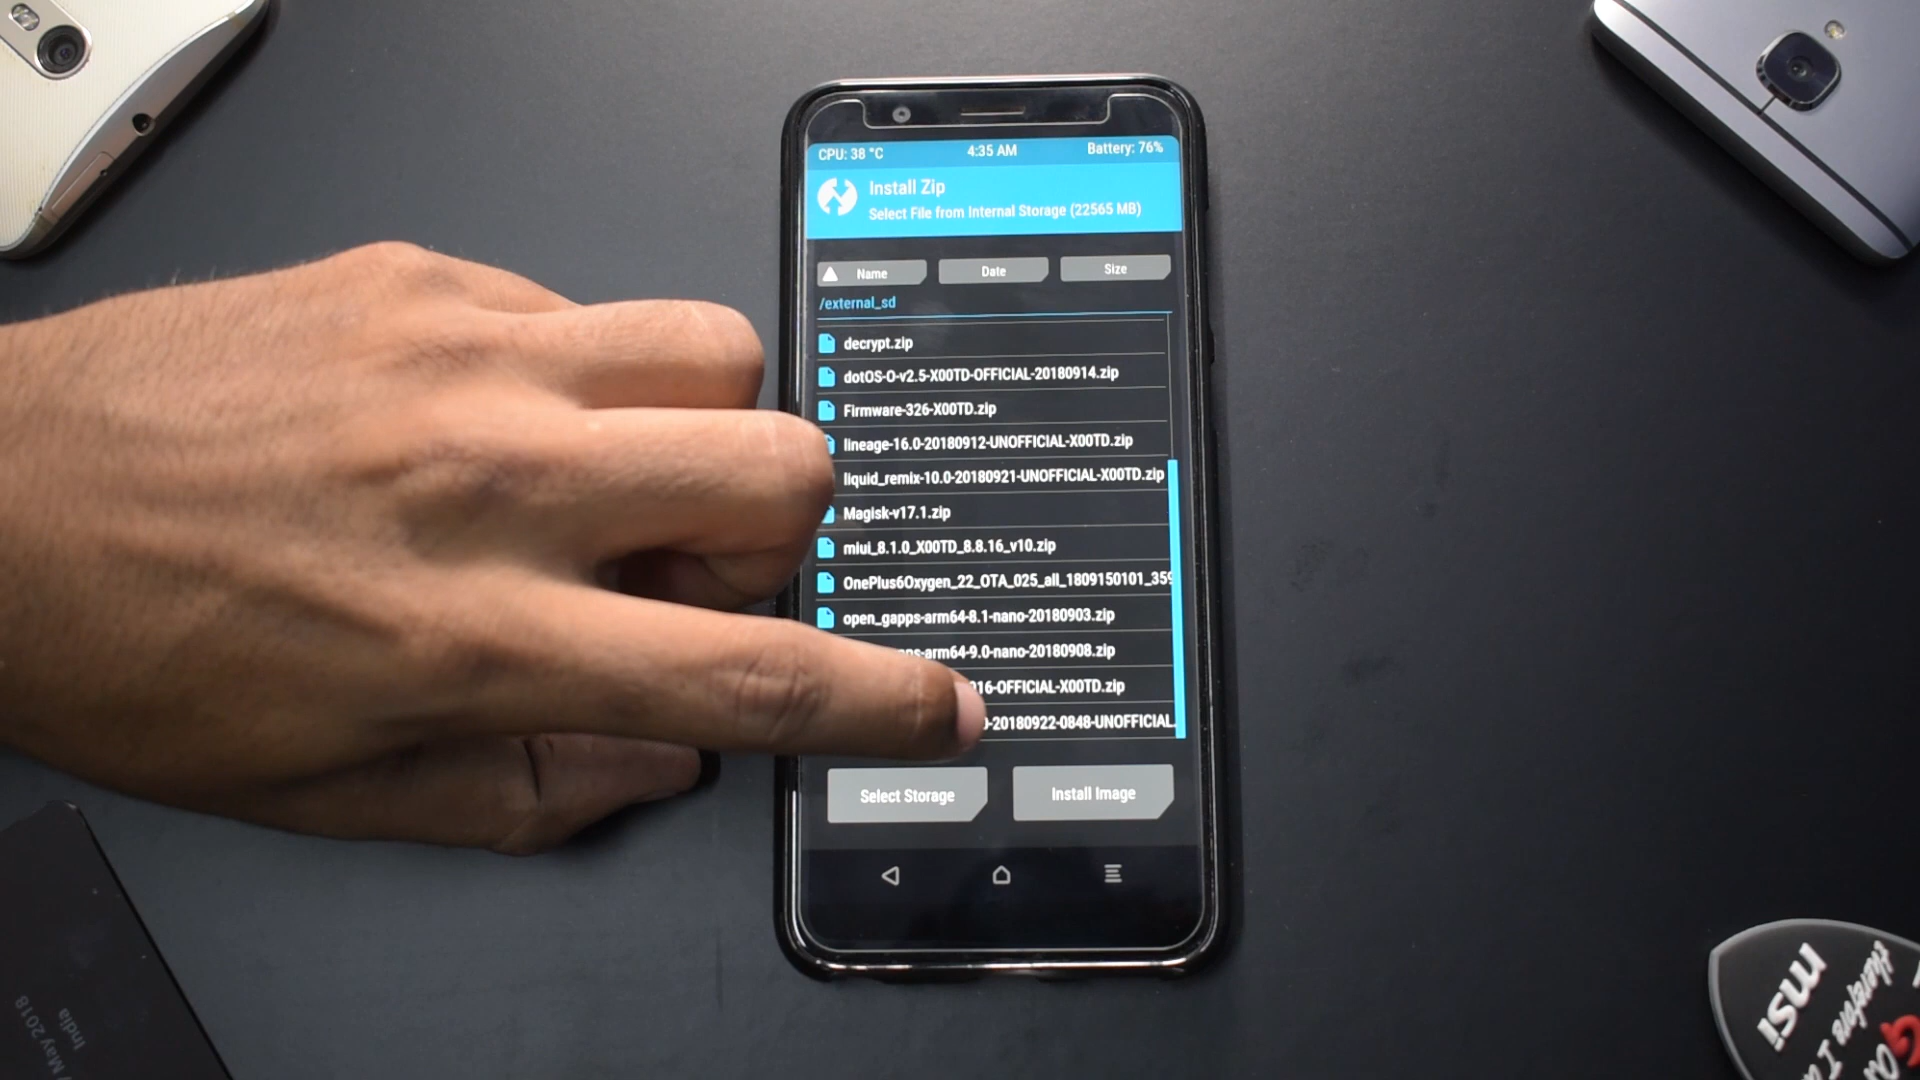 CPU: 38 °C 4:35 AM Battery: 76%
Install Zip
Select File from Internal Storage (22565 MB)
Name Date Size
/external_sd
decrypt.zip
dotOS-O-v2.5-X00TD-OFFICIAL-20180914.zip
Firmware-326-X00TD.zip
lineage-16.0-20180912-UNOFFICIAL-X00TD.zip
liquid_remix-10.0-20180921-UNOFFICIAL-X00TD.zip
Magisk-v17.1.zip
miui_8.1.0_X00TD_8.8.16_v10.zip
OnePlus6Oxygen_22_OTA_025_all_1809150101_359
open_gapps-arm64-8.1-nano-20180903.zip
ps-arm64-9.0-nano-20180908.zip
16-OFFICIAL-X00TD.zip
-20180922-0848-UNOFFICIAL.
Select Storage Install Image
May 2018
India
msi
therefore I